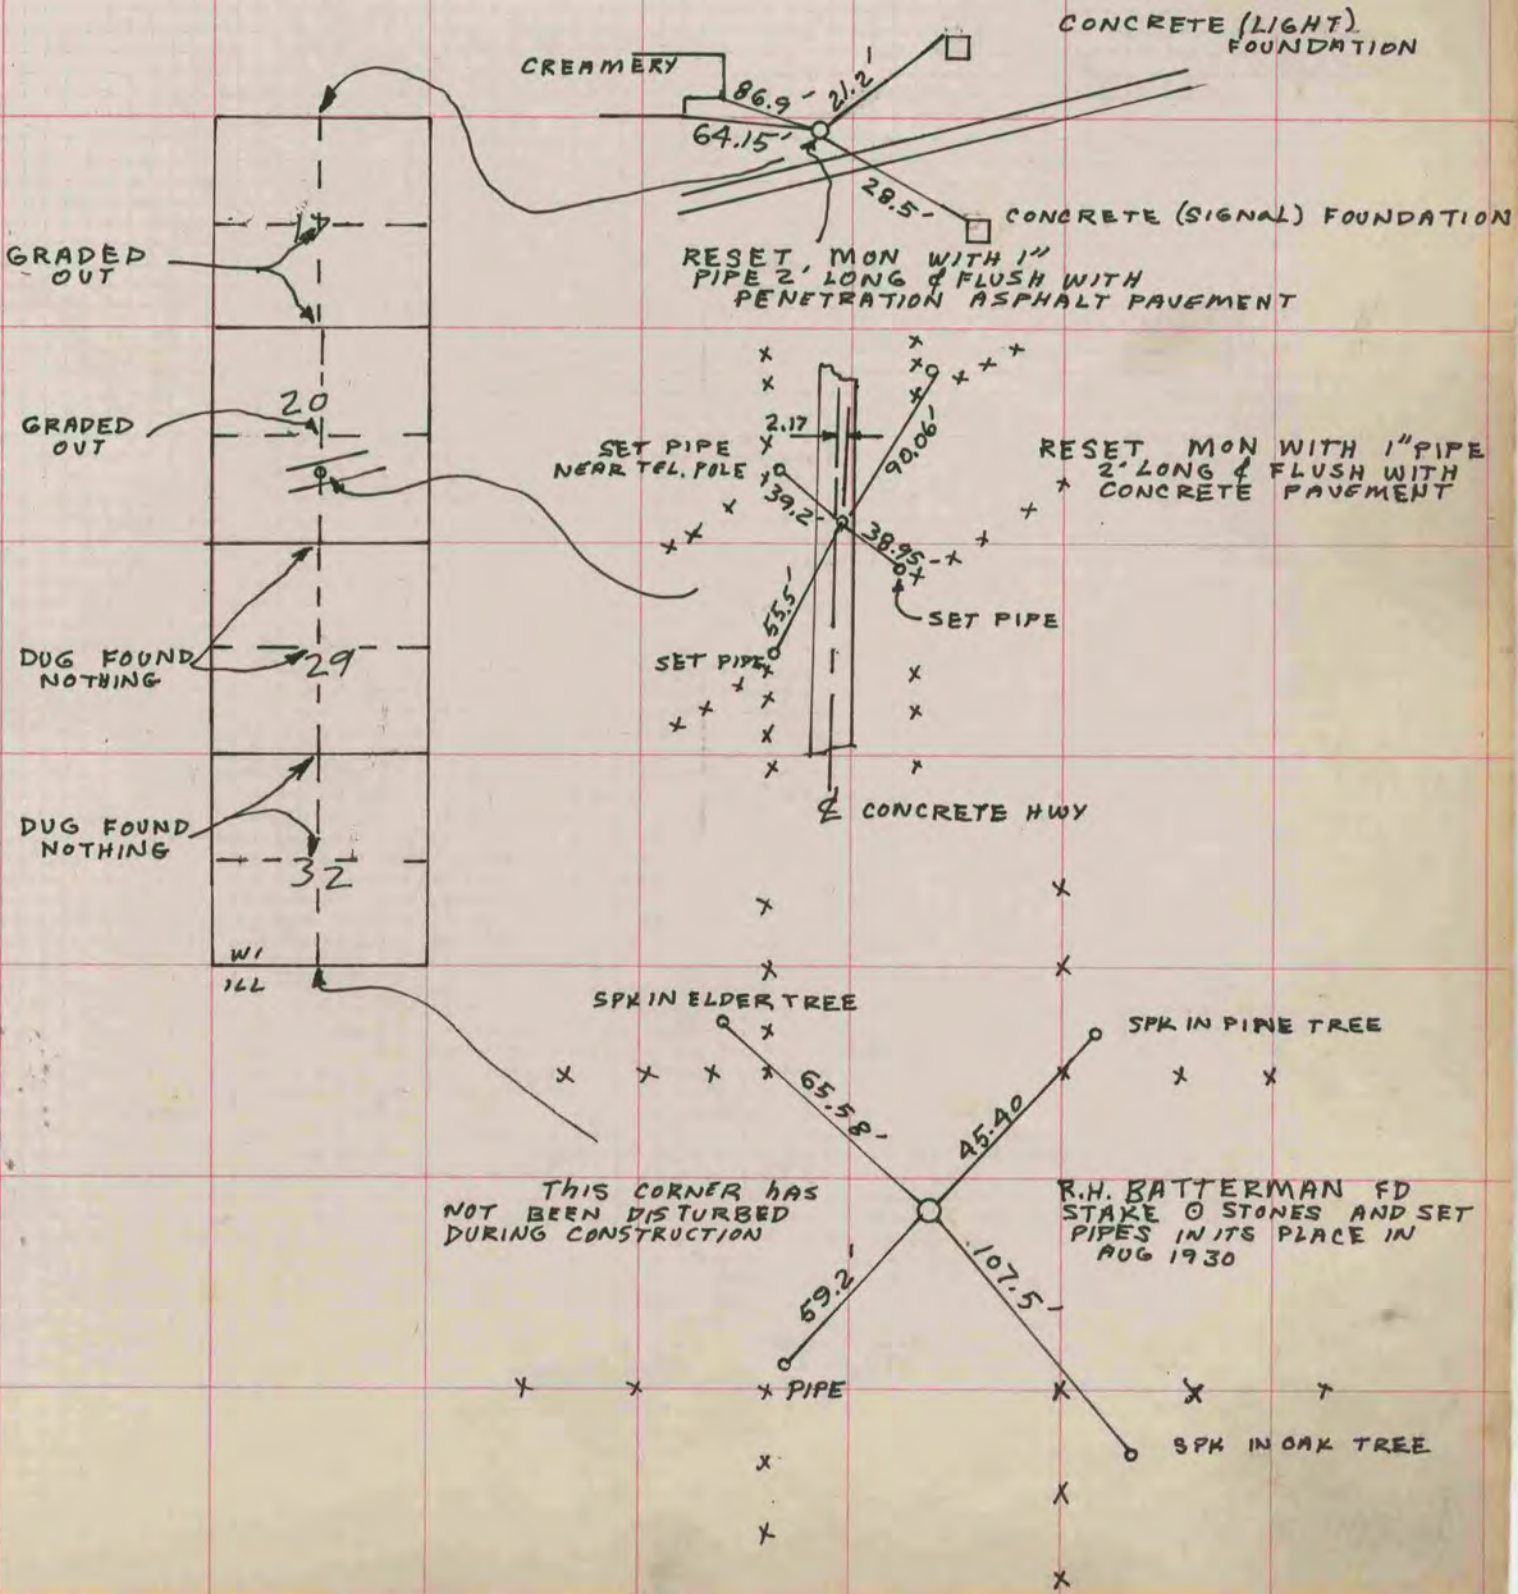 CONCRETE (LIGHT)
FOUNDATION
CREAMERY
86.9'
21.2'
64.15'
28.5'
CONCRETE (SIGNAL) FOUNDATION
17
GRADED
OUT
RESET MON WITH 1"
PIPE 2' LONG & FLUSH WITH
PENETRATION ASPHALT PAVEMENT
20
GRADED
OUT
2.17
90.06'
SET PIPE
NEAR TEL. POLE
39.2'
RESET MON WITH 1" PIPE
2' LONG & FLUSH WITH
CONCRETE PAVEMENT
38.95'
55.5'
SET PIPE
SET PIPE
DUG FOUND
NOTHING
29
℄ CONCRETE HWY
DUG FOUND
NOTHING
32
WI
ILL
SPK IN ELDER TREE
SPK IN PINE TREE
65.58'
45.40
THIS CORNER HAS
NOT BEEN DISTURBED
DURING CONSTRUCTION
R.H. BATTERMAN FD
STAKE & STONES AND SET
PIPES IN ITS PLACE IN
AUG 1930
59.2'
107.5'
PIPE
SPK IN OAK TREE